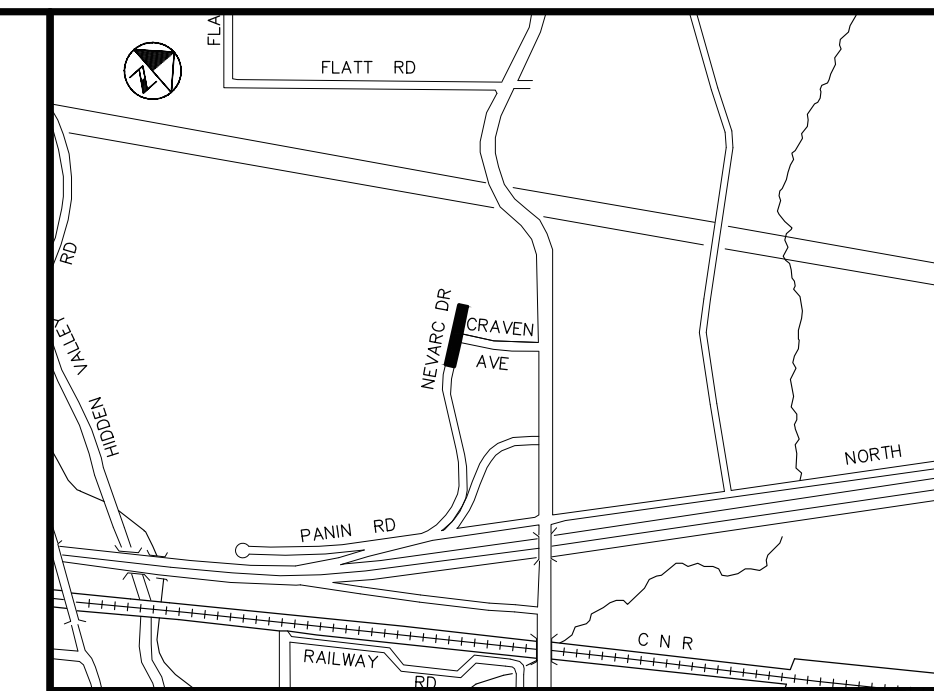 FLA
FLATT RD
RD
VALLEY
HIDDEN
NEVARC DR
CRAVEN
AVE
NORTH
PANIN RD
C N R
RAILWAY
RD